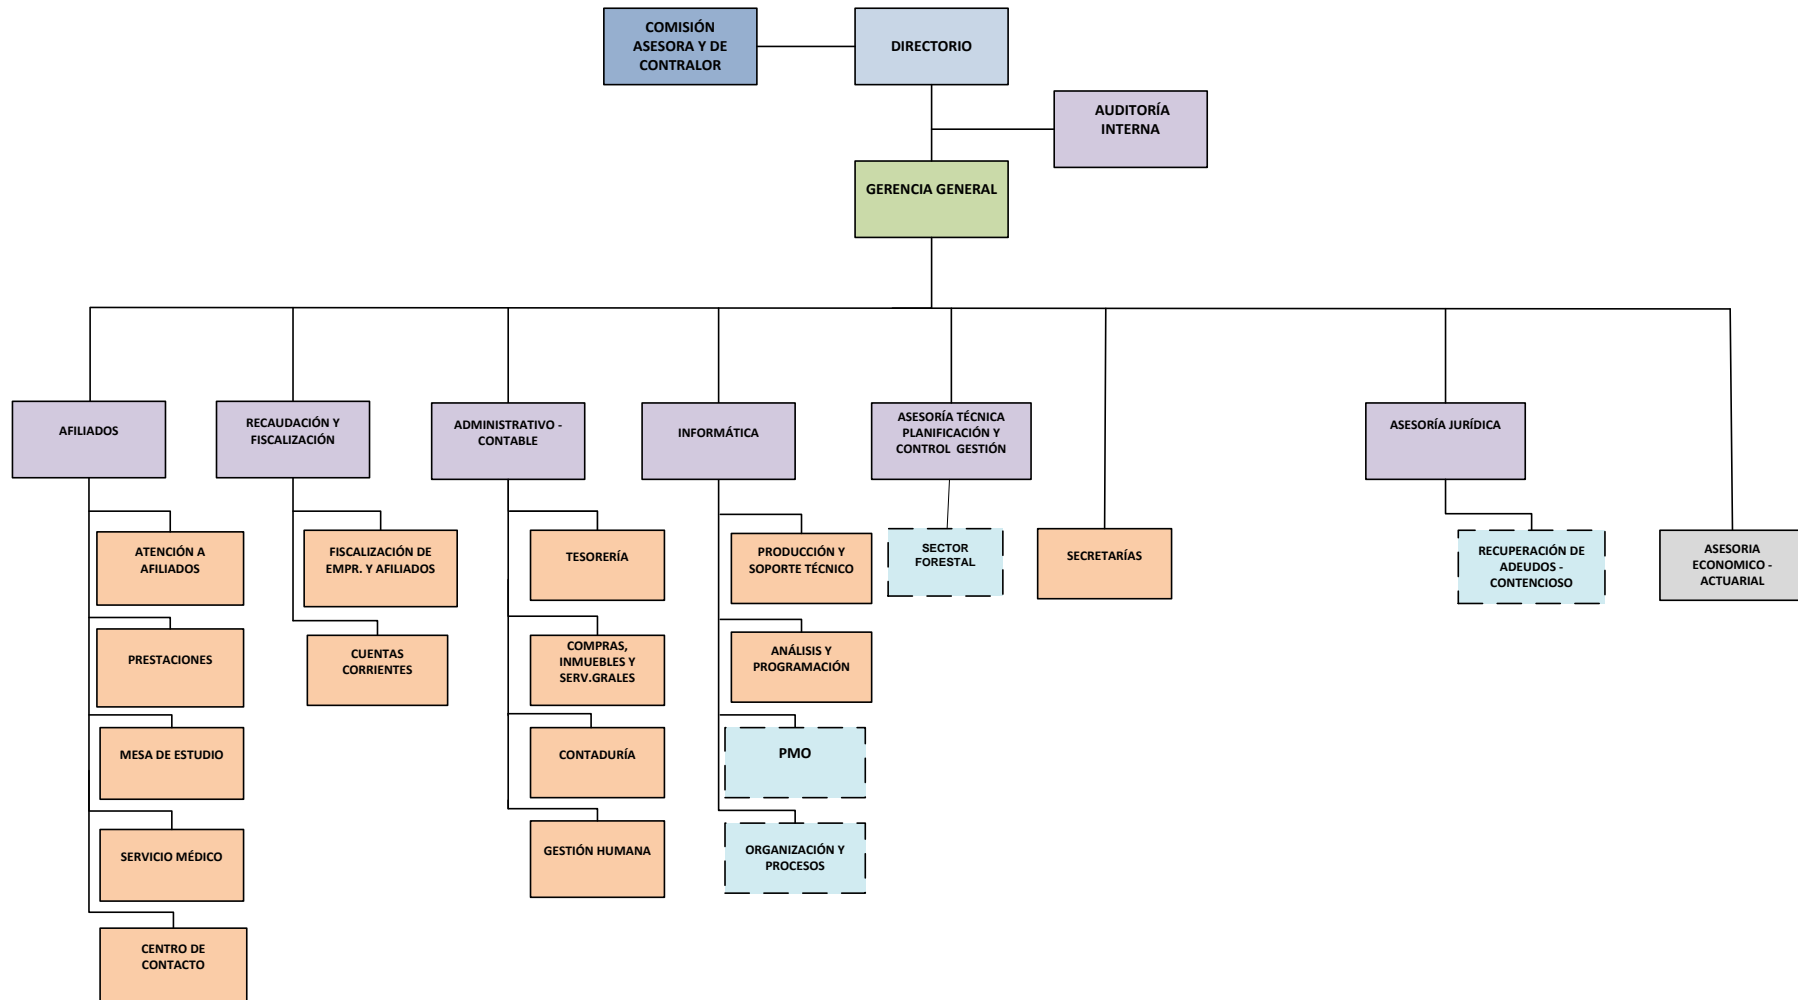 COMISIÓN
ASESORA Y DE
CONTRALOR
DIRECTORIO
AUDITORÍA
INTERNA
GERENCIA GENERAL
AFILIADOS
RECAUDACIÓN Y
FISCALIZACIÓN
ADMINISTRATIVO -
CONTABLE
INFORMÁTICA
ASESORÍA TÉCNICA
PLANIFICACIÓN Y
CONTROL GESTIÓN
ASESORÍA JURÍDICA
ATENCIÓN A
AFILIADOS
FISCALIZACIÓN DE
EMPR. Y AFILIADOS
TESORERÍA
PRODUCCIÓN Y
SOPORTE TÉCNICO
SECTOR
FORESTAL
SECRETARÍAS
RECUPERACIÓN DE
ADEUDOS -
CONTENCIOSO
ASESORIA
ECONOMICO -
ACTUARIAL
PRESTACIONES
CUENTAS
CORRIENTES
COMPRAS,
INMUEBLES Y
SERV.GRALES
ANÁLISIS Y
PROGRAMACIÓN
MESA DE ESTUDIO
CONTADURÍA
PMO
SERVICIO MÉDICO
GESTIÓN HUMANA
ORGANIZACIÓN Y
PROCESOS
CENTRO DE
CONTACTO